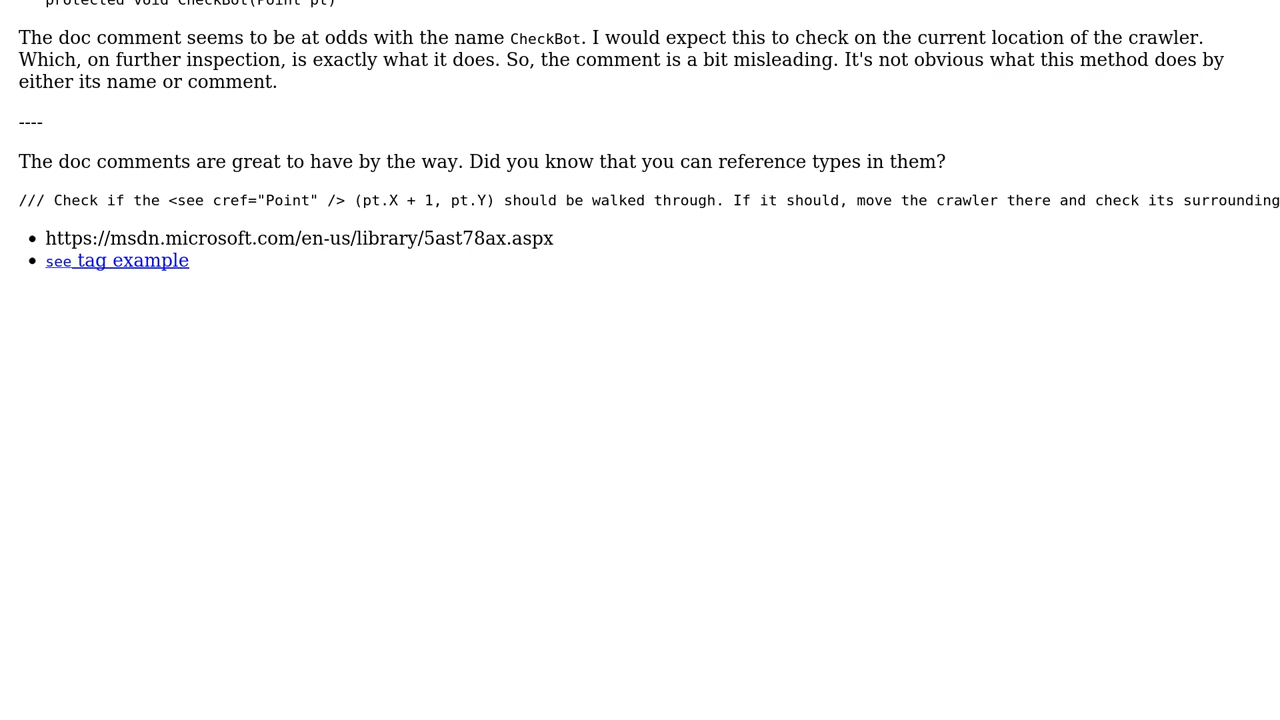 protected void CheckBot(Point pt)
The doc comment seems to be at odds with the name CheckBot. I would expect this to check on the current location of the crawler.
Which, on further inspection, is exactly what it does. So, the comment is a bit misleading. It's not obvious what this method does by
either its name or comment.
----
The doc comments are great to have by the way. Did you know that you can reference types in them?
/// Check if the <see cref="Point" /> (pt.X + 1, pt.Y) should be walked through. If it should, move the crawler there and check its surrounding
• https://msdn.microsoft.com/en-us/library/5ast78ax.aspx
• see tag example